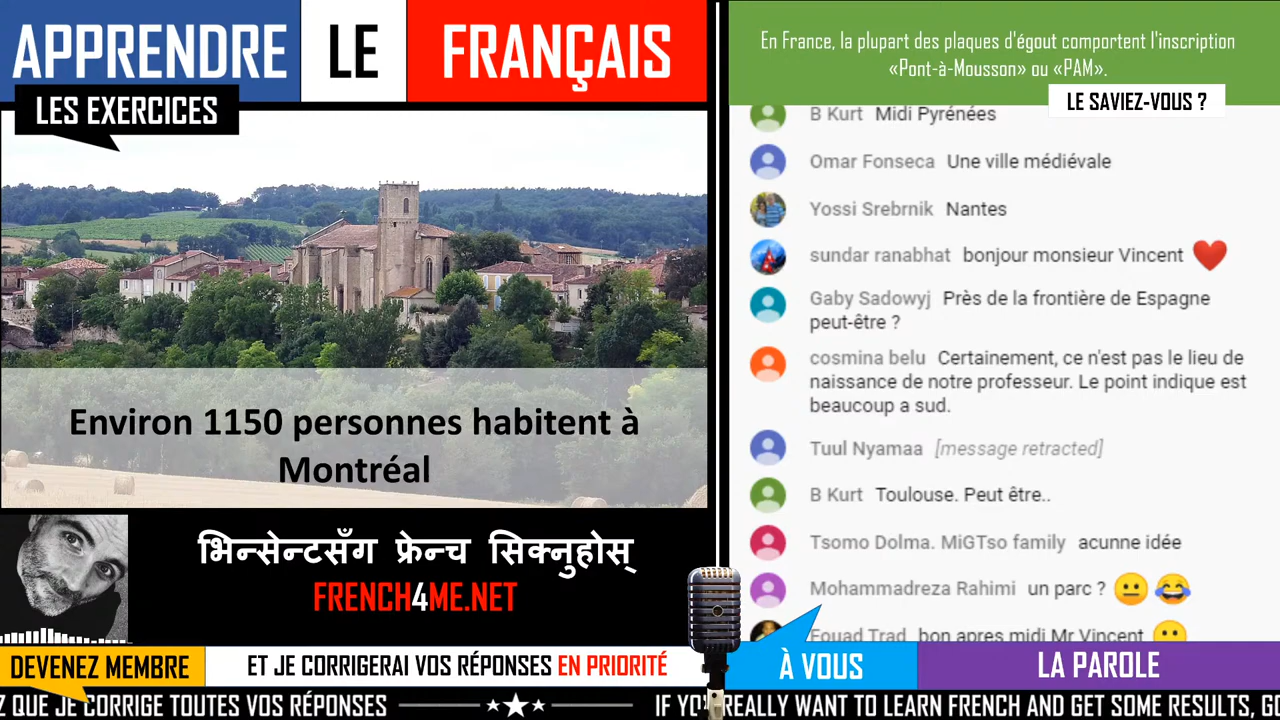 APPRENDRE LE FRANÇAIS
LES EXERCICES
Environ 1150 personnes habitent à
Montréal
भिन्सेन्टसँग फ्रेन्च सिक्नुहोस्
FRENCH4ME.NET
DEVENEZ MEMBRE
ET JE CORRIGERAI VOS RÉPONSES EN PRIORITÉ
En France, la plupart des plaques d'égout comportent l'inscription
«Pont-à-Mousson» ou «PAM».
LE SAVIEZ-VOUS ?
B Kurt Midi Pyrénées
Omar Fonseca Une ville médiévale
Yossi Srebrnik Nantes
sundar ranabhat bonjour monsieur Vincent ❤️
Gaby Sadowyj Près de la frontière de Espagne
peut-être ?
cosmina belu Certainement, ce n'est pas le lieu de
naissance de notre professeur. Le point indique est
beaucoup a sud.
Tuul Nyamaa [message retracted]
B Kurt Toulouse. Peut être..
Tsomo Dolma. MiGTso family acunne idée
Mohammadreza Rahimi un parc ? 😐 😂
Fouad Trad bon apres midi Mr Vincent
À VOUS
LA PAROLE
Z QUE JE CORRIGE TOUTES VOS RÉPONSES
IF YOU REALLY WANT TO LEARN FRENCH AND GET SOME RESULTS,